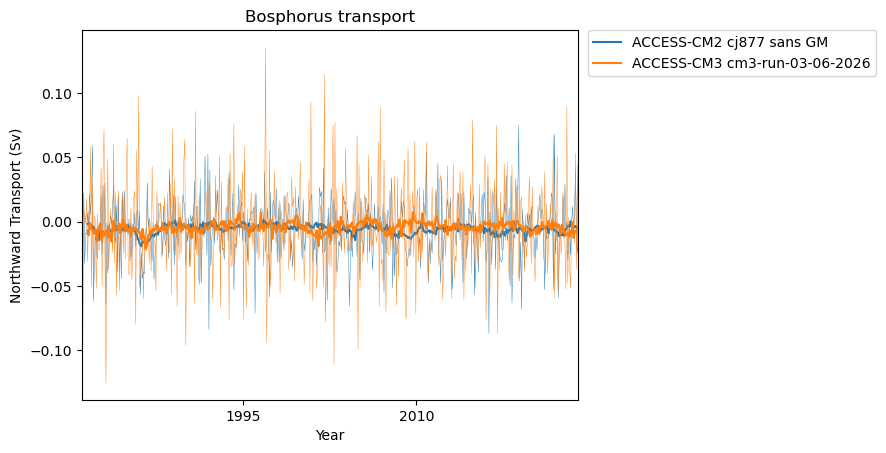 Bosphorus transport
ACCESS-CM2 cj877 sans GM
ACCESS-CM3 cm3-run-03-06-2026
Northward Transport (Sv)
0.10
0.05
0.00
−0.05
−0.10
1995
2010
Year